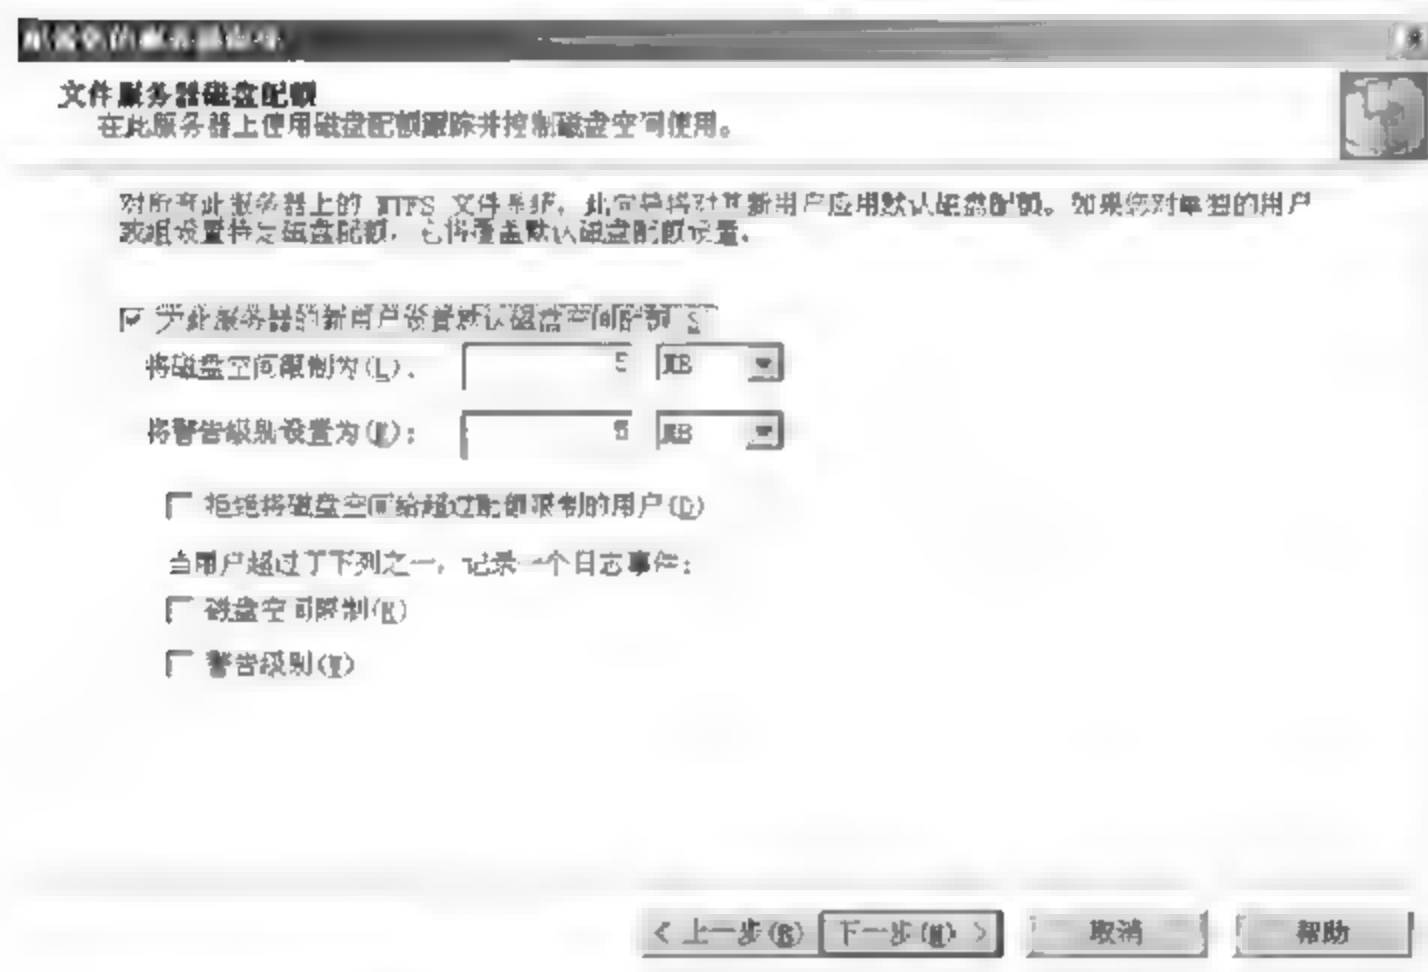 文件服务器磁盘配额
在此服务器上使用磁盘配额跟踪并控制磁盘空间使用。
对所有此服务器上的 NTFS 文件系统，此向导将对其新用户应用默认磁盘配额。如果您对单独的用户
或组设置特定磁盘配额，它将覆盖默认磁盘配额设置。
为此服务器的新用户设置默认磁盘空间配额(S)
将磁盘空间限制为(L)： 5 MB
将警告级别设置为(E)： 5 MB
拒绝将磁盘空间给超过配额限制的用户(D)
当用户超过了下列之一，记录一个日志事件：
磁盘空间限制(K)
警告级别(W)
< 上一步(B) 下一步(N) > 取消 帮助